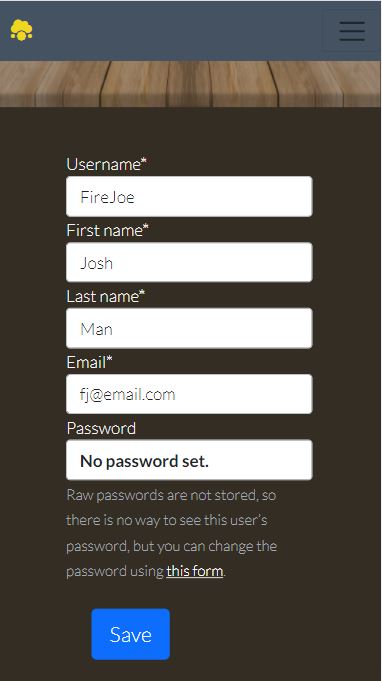 Username*
FireJoe
First name*
Josh
Last name*
Man
Email*
fj@email.com
Password
No password set.
Raw passwords are not stored, so
there is no way to see this user's
password, but you can change the
password using this form.
Save